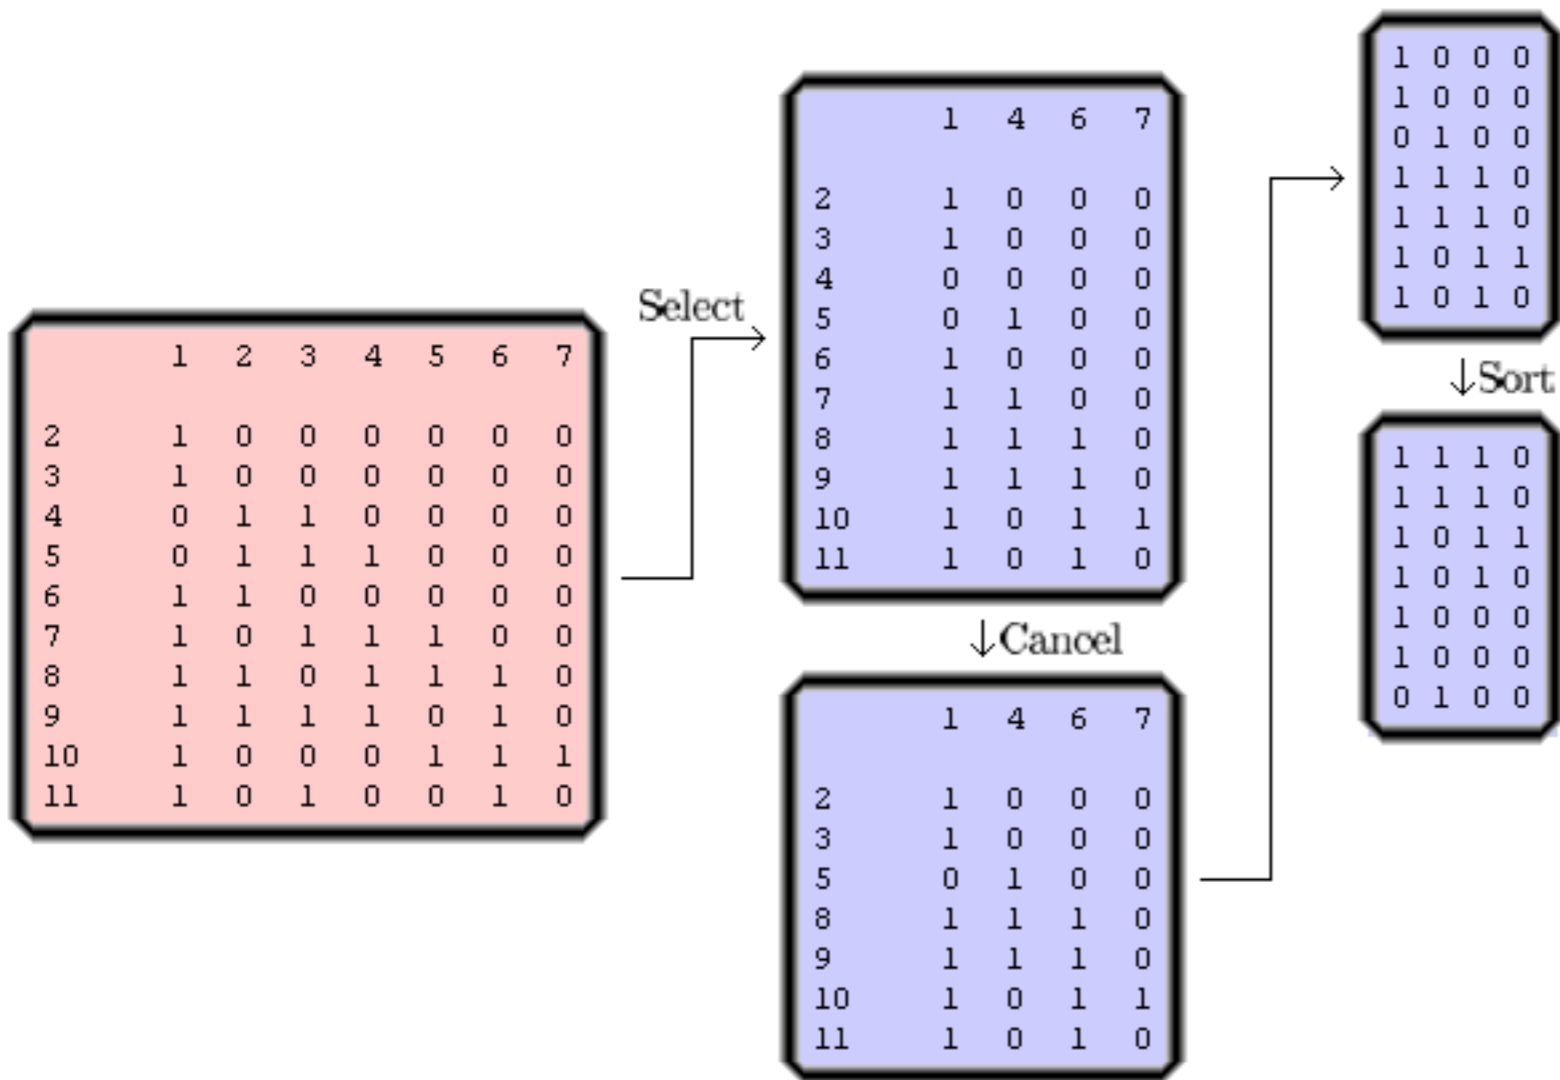 1 2 3 4 5 6 7
2 1 0 0 0 0 0 0
3 1 0 0 0 0 0 0
4 0 1 1 0 0 0 0
5 0 1 1 1 0 0 0
6 1 1 0 0 0 0 0
7 1 0 1 1 1 0 0
8 1 1 0 1 1 1 0
9 1 1 1 1 0 1 0
10 1 0 0 0 1 1 1
11 1 0 1 0 0 1 0
Select
1 4 6 7
2 1 0 0 0
3 1 0 0 0
4 0 0 0 0
5 0 1 0 0
6 1 0 0 0
7 1 1 0 0
8 1 1 1 0
9 1 1 1 0
10 1 0 1 1
11 1 0 1 0
↓Cancel
1 4 6 7
2 1 0 0 0
3 1 0 0 0
5 0 1 0 0
8 1 1 1 0
9 1 1 1 0
10 1 0 1 1
11 1 0 1 0
1 0 0 0
1 0 0 0
0 1 0 0
1 1 1 0
1 1 1 0
1 0 1 1
1 0 1 0
↓Sort
1 1 1 0
1 1 1 0
1 0 1 1
1 0 1 0
1 0 0 0
1 0 0 0
0 1 0 0